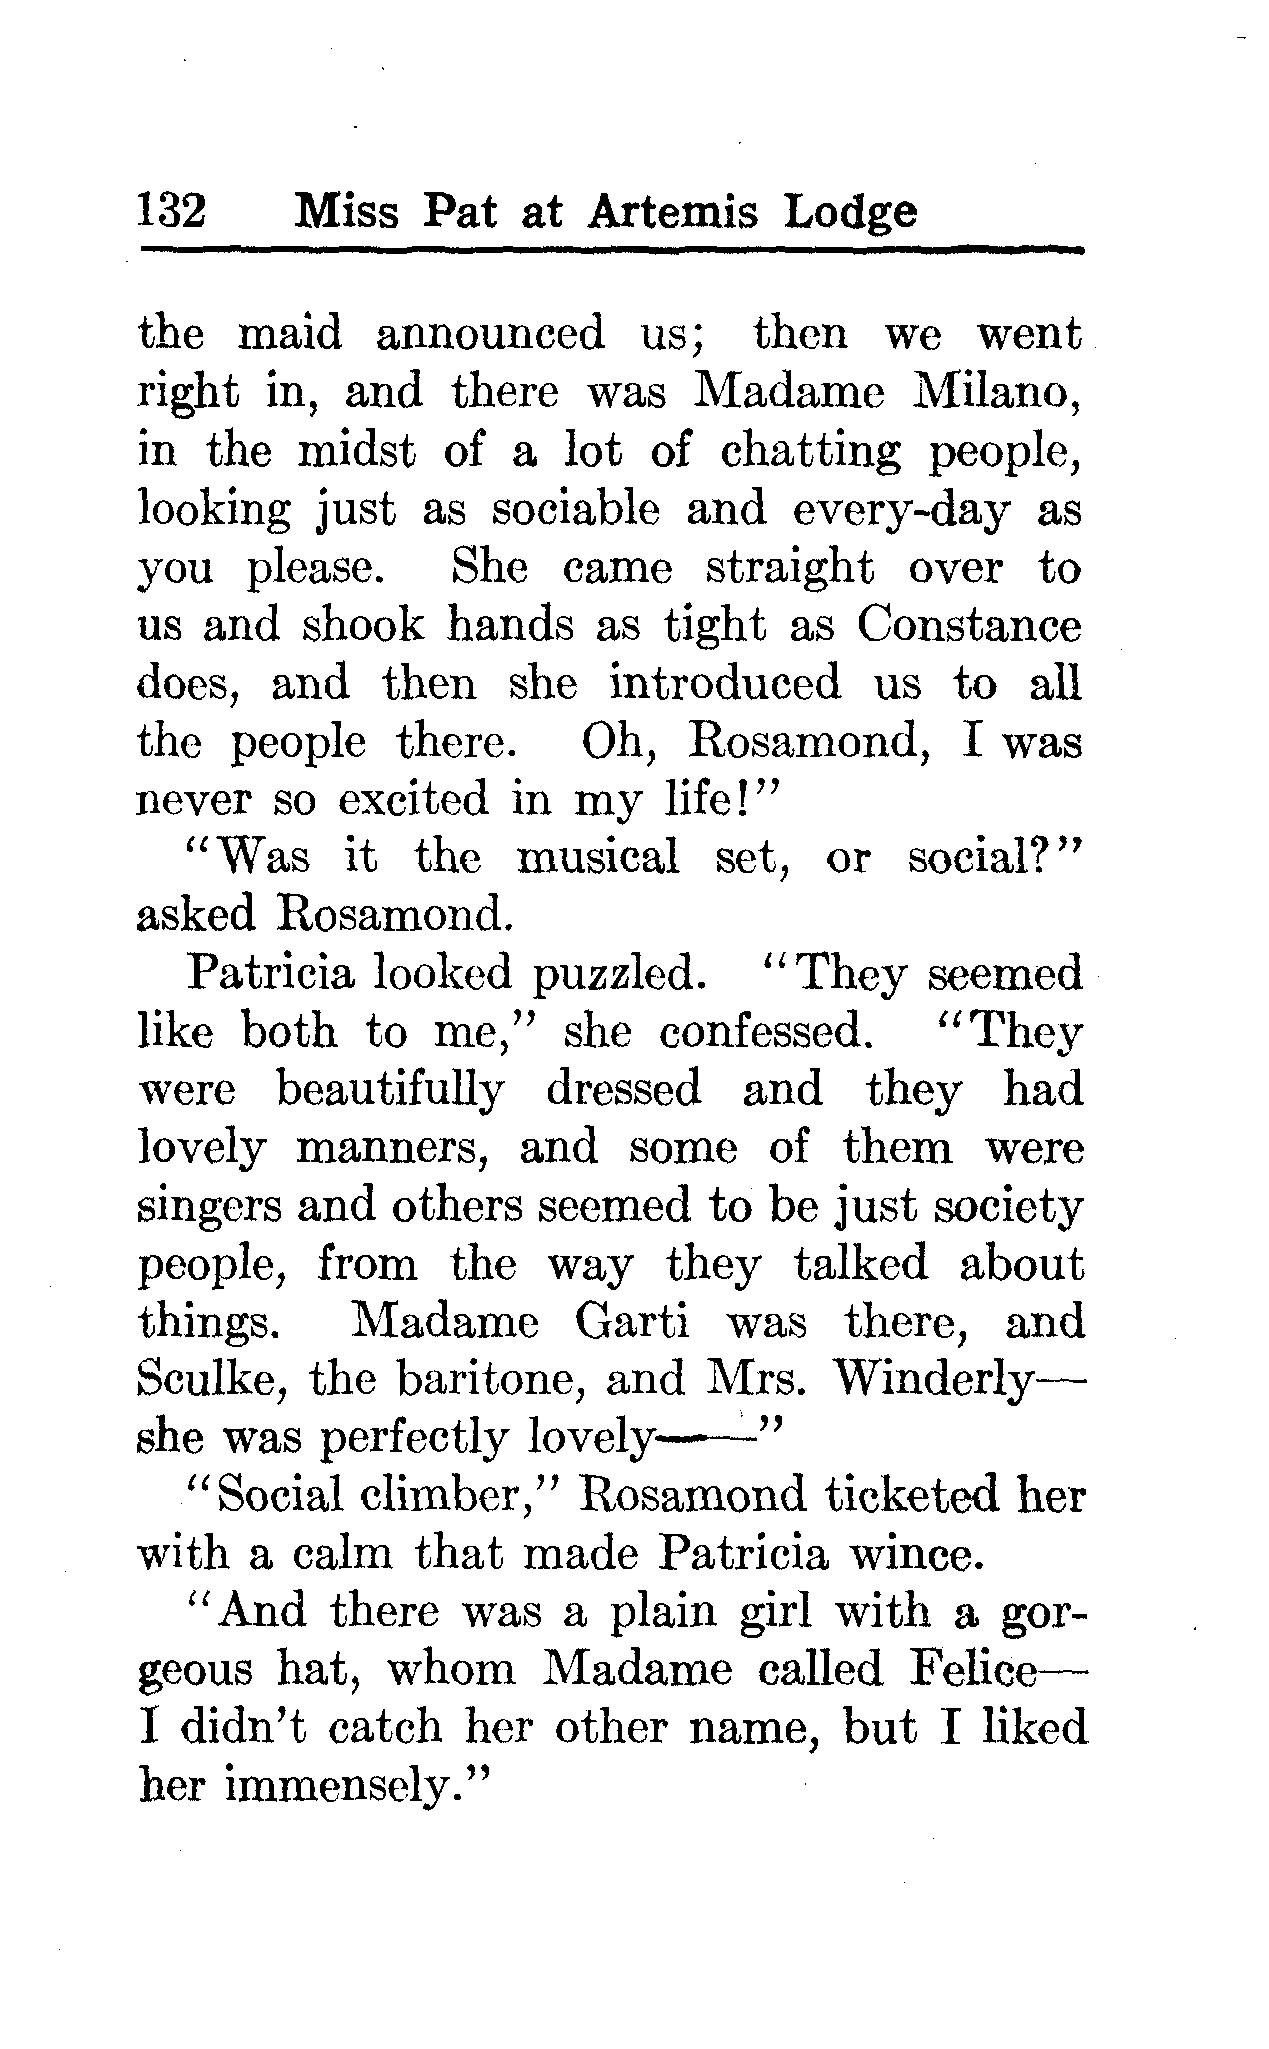 132 Miss Pat at Artemis Lodge
the maid announced us; then we went
right in, and there was Madame Milano,
in the midst of a lot of chatting people,
looking just as sociable and every-day as
you please. She came straight over to
us and shook hands as tight as Constance
does, and then she introduced us to all
the people there. Oh, Rosamond, I was
never so excited in my life!"
"Was it the musical set, or social?"
asked Rosamond.
Patricia looked puzzled. "They seemed
like both to me," she confessed. "They
were beautifully dressed and they had
lovely manners, and some of them were
singers and others seemed to be just society
people, from the way they talked about
things. Madame Garti was there, and
Sculke, the baritone, and Mrs. Winderly—
she was perfectly lovely——"
"Social climber," Rosamond ticketed her
with a calm that made Patricia wince.
"And there was a plain girl with a gor-
geous hat, whom Madame called Felice—
I didn't catch her other name, but I liked
her immensely."